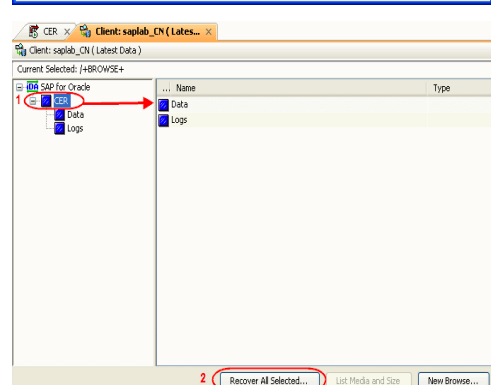 CER × Client: saplab_CN ( Lates... ×
Client: saplab_CN ( Latest Data )
Current Selected: /+BROWSE+
iDA SAP for Oracle
1 CER
Data
Logs
... Name Type
Data
Logs
2 Recover All Selected... List Media and Size New Browse...